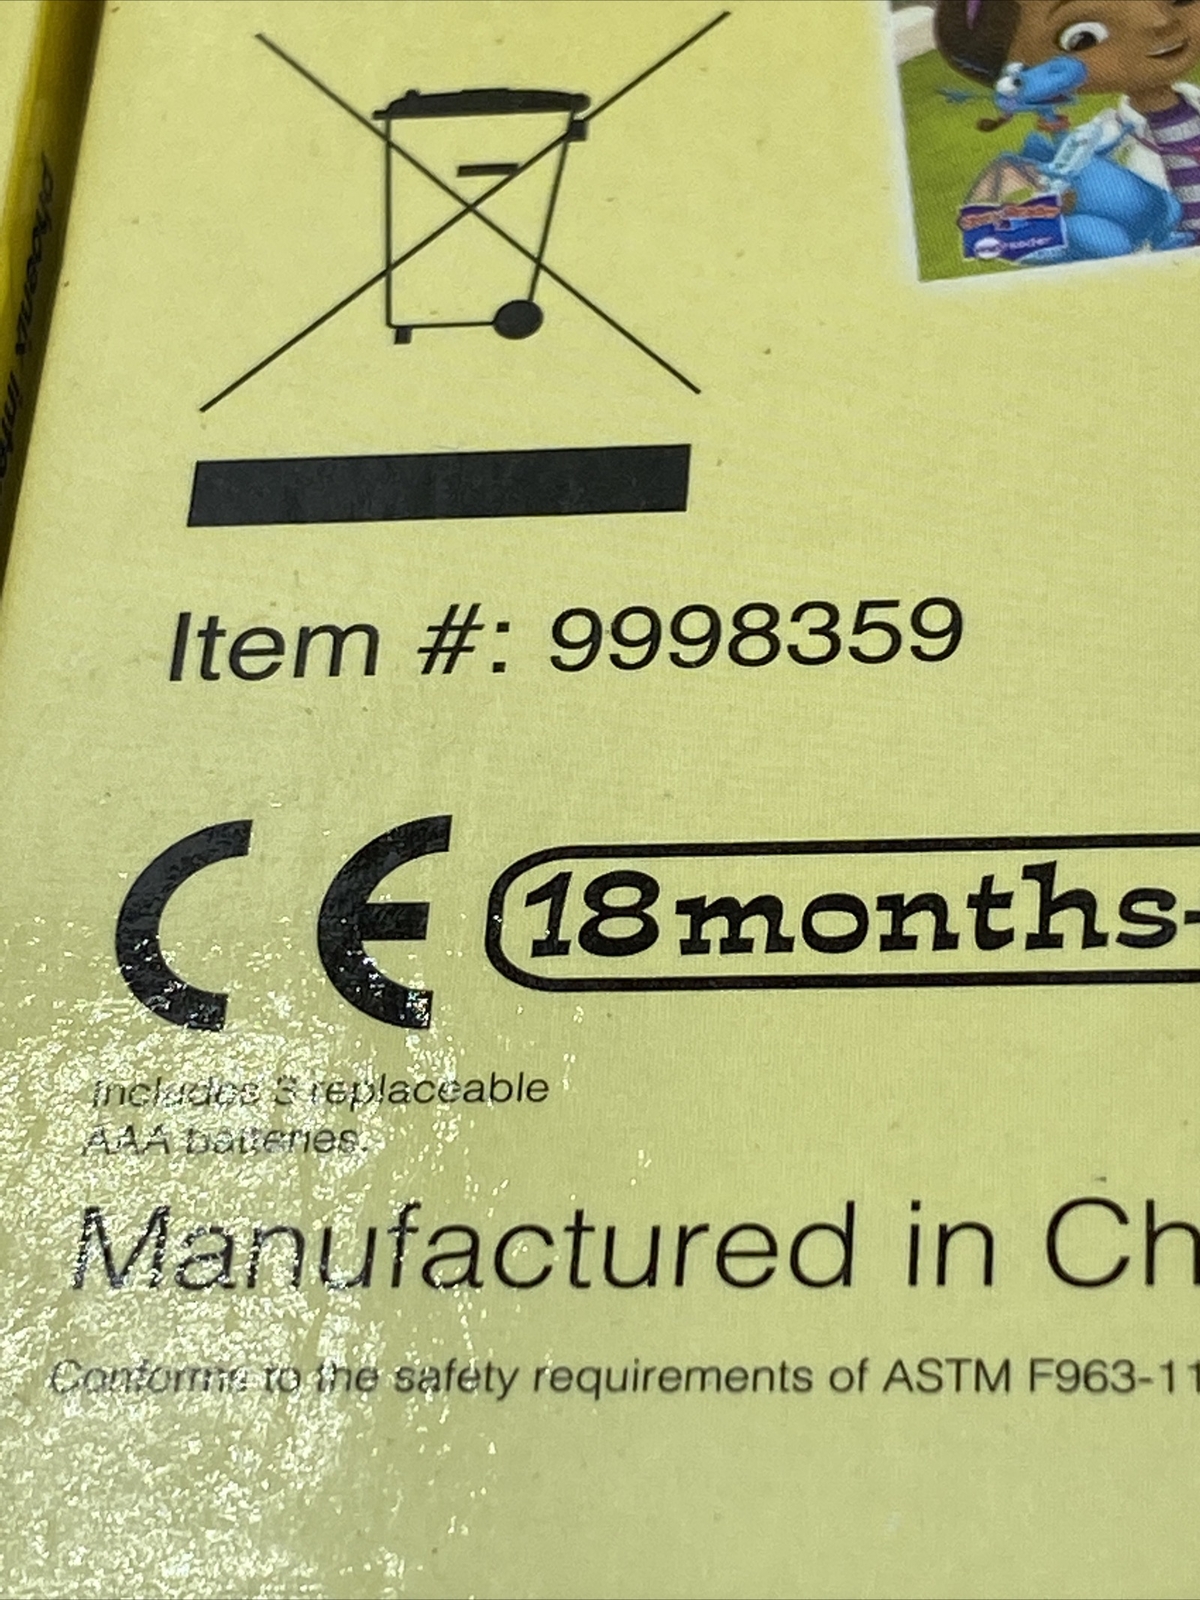 Item #: 9998359
CE
18months-
Includes 3 replaceable
AAA batteries.
Manufactured in Ch
Conforms to the safety requirements of ASTM F963-11
phoenix